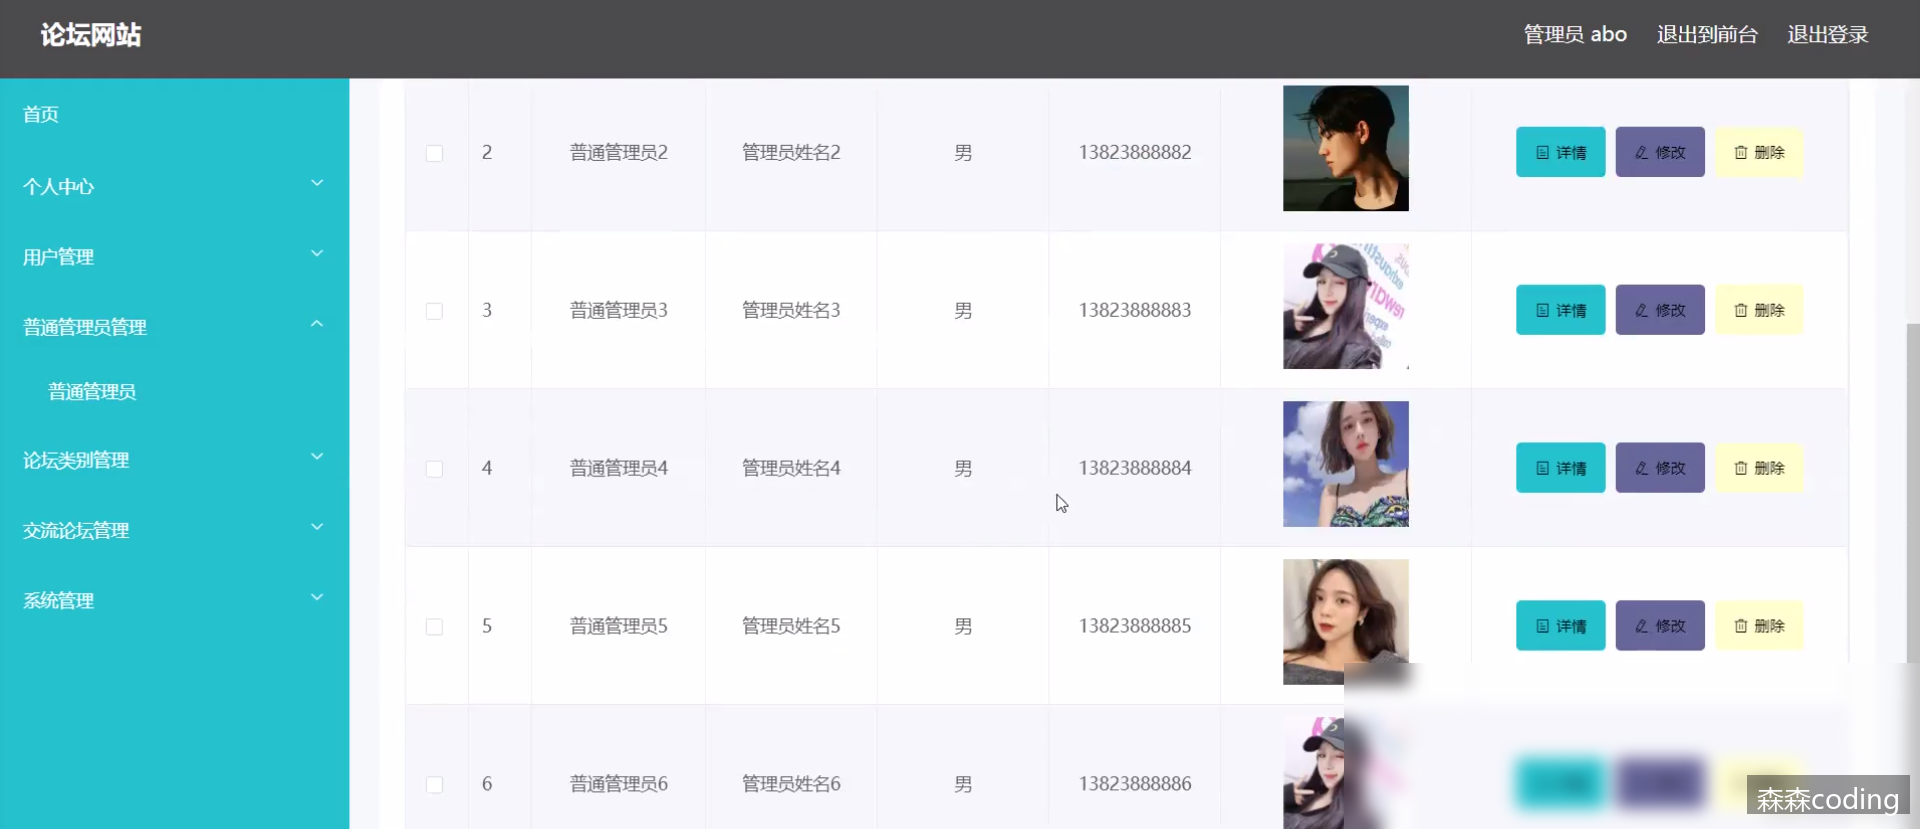 论坛网站
管理员 abo 退出到前台 退出登录
首页
个人中心
用户管理
普通管理员管理
普通管理员
论坛类别管理
交流论坛管理
系统管理
2 普通管理员2 管理员姓名2 男 13823888882 详情 修改 删除
3 普通管理员3 管理员姓名3 男 13823888883 详情 修改 删除
4 普通管理员4 管理员姓名4 男 13823888884 详情 修改 删除
5 普通管理员5 管理员姓名5 男 13823888885 详情 修改 删除
6 普通管理员6 管理员姓名6 男 13823888886
森森coding